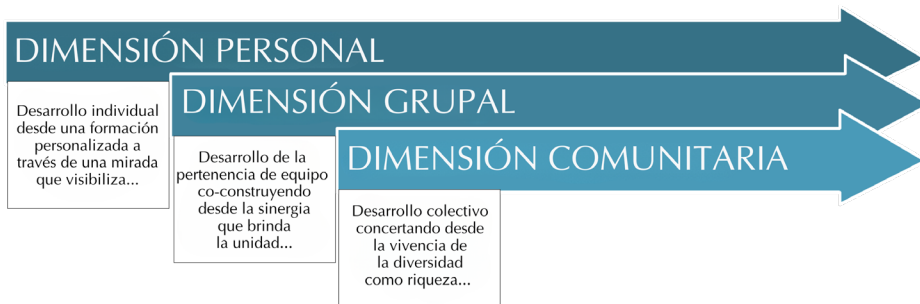 DIMENSIÓN PERSONAL
Desarrollo individual
desde una formación
personalizada a
través de una mirada
que visibiliza...
DIMENSIÓN GRUPAL
Desarrollo de la
pertenencia de equipo
co-construyendo
desde la sinergia
que brinda
la unidad...
DIMENSIÓN COMUNITARIA
Desarrollo colectivo
concertando desde
la vivencia de
la diversidad
como riqueza...